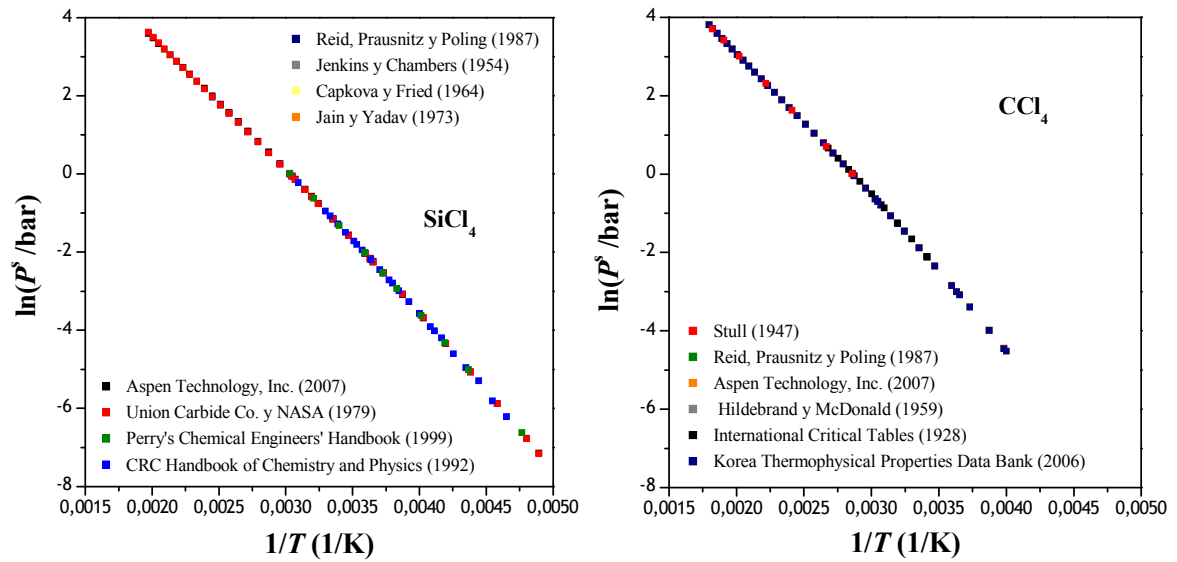 4
2
0
-2
-4
-6
-8
ln(Pˢ /bar)
Reid, Prausnitz y Poling (1987)
Jenkins y Chambers (1954)
Capkova y Fried (1964)
Jain y Yadav (1973)
SiCl₄
Aspen Technology, Inc. (2007)
Union Carbide Co. y NASA (1979)
Perry's Chemical Engineers' Handbook (1999)
CRC Handbook of Chemistry and Physics (1992)
0,0015 0,0020 0,0025 0,0030 0,0035 0,0040 0,0045 0,0050
1/T (1/K)
4
2
0
-2
-4
-6
-8
ln(Pˢ /bar)
CCl₄
Stull (1947)
Reid, Prausnitz y Poling (1987)
Aspen Technology, Inc. (2007)
Hildebrand y McDonald (1959)
International Critical Tables (1928)
Korea Thermophysical Properties Data Bank (2006)
0,0015 0,0020 0,0025 0,0030 0,0035 0,0040 0,0045 0,0050
1/T (1/K)